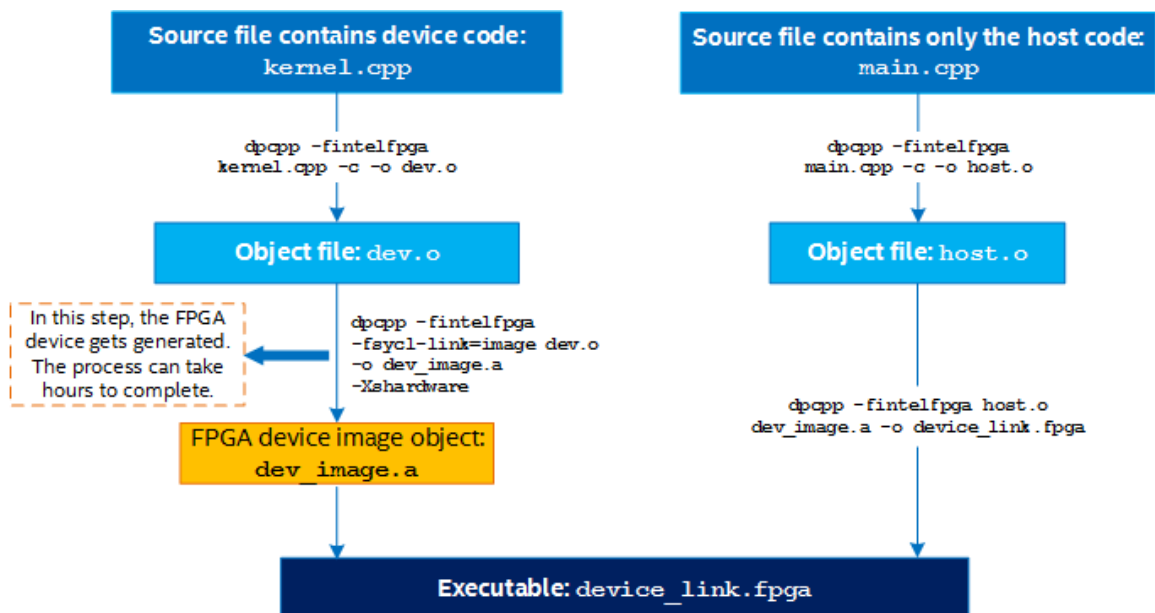 Source file contains device code:
kernel.cpp
Source file contains only the host code:
main.cpp
dpcpp -fintelfpga
kernel.cpp -c -o dev.o
dpcpp -fintelfpga
main.cpp -c -o host.o
Object file: dev.o
Object file: host.o
In this step, the FPGA
device gets generated.
The process can take
hours to complete.
dpcpp -fintelfpga
-fsycl-link=image dev.o
-o dev_image.a
-Xshardware
dpcpp -fintelfpga host.o
dev_image.a -o device_link.fpga
FPGA device image object:
dev_image.a
Executable: device_link.fpga